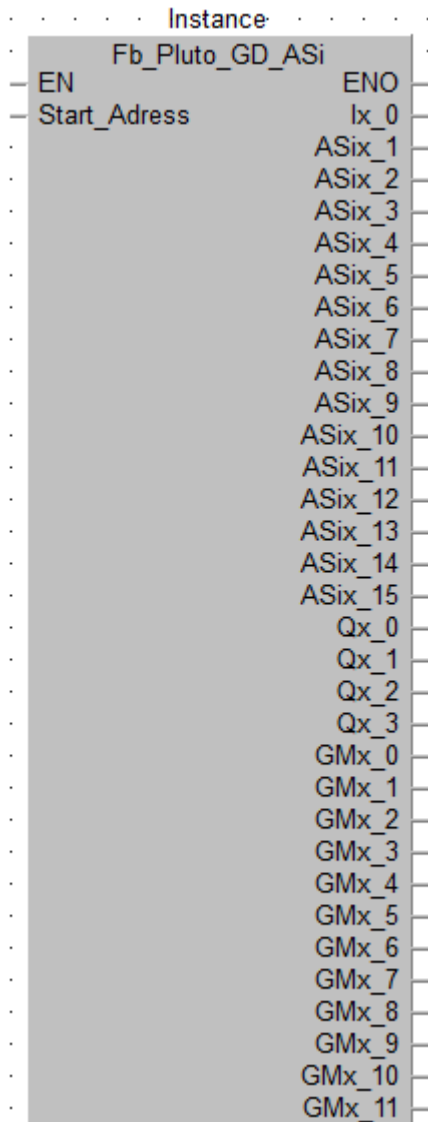 Instance
Fb_Pluto_GD_ASi
EN ENO
Start_Adress Ix_0
ASix_1
ASix_2
ASix_3
ASix_4
ASix_5
ASix_6
ASix_7
ASix_8
ASix_9
ASix_10
ASix_11
ASix_12
ASix_13
ASix_14
ASix_15
Qx_0
Qx_1
Qx_2
Qx_3
GMx_0
GMx_1
GMx_2
GMx_3
GMx_4
GMx_5
GMx_6
GMx_7
GMx_8
GMx_9
GMx_10
GMx_11